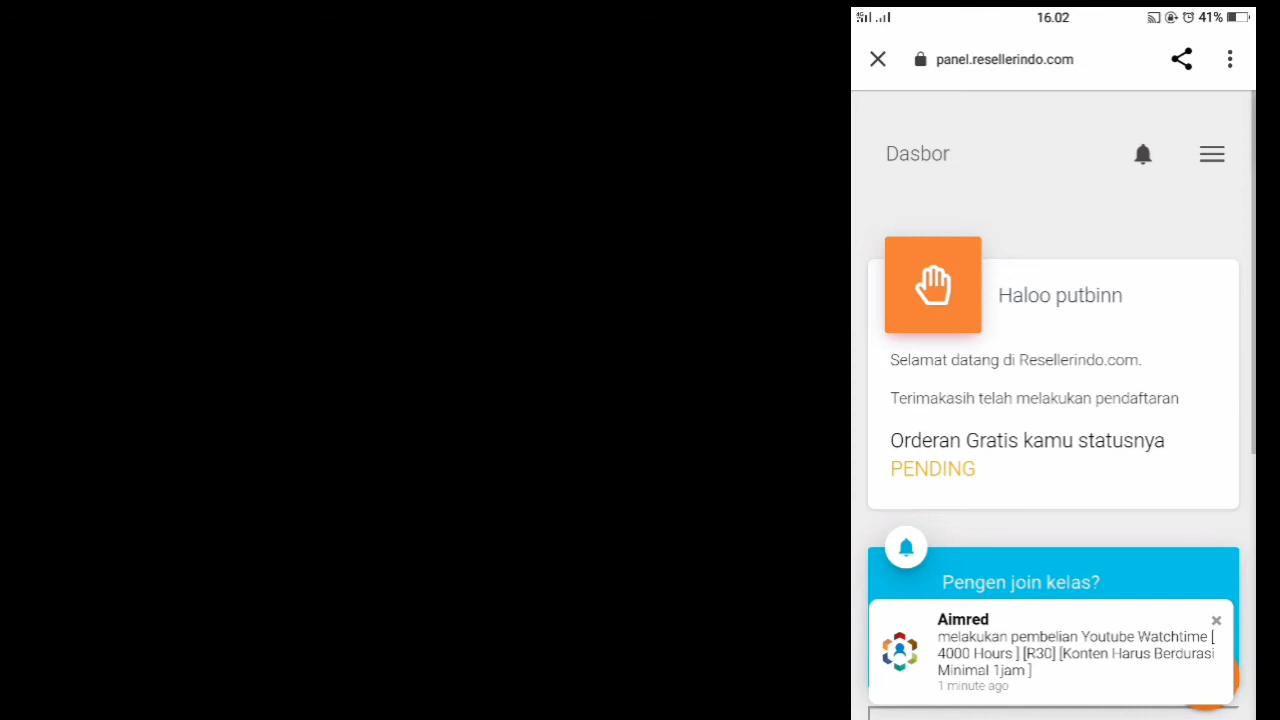 4G
16.02
41%
panel.resellerindo.com
Dasbor
Haloo putbinn
Selamat datang di Resellerindo.com.
Terimakasih telah melakukan pendaftaran
Orderan Gratis kamu statusnya
PENDING
Pengen join kelas?
Aimred
melakukan pembelian Youtube Watchtime [
4000 Hours ] [R30] [Konten Harus Berdurasi
Minimal 1jam ]
1 minute ago